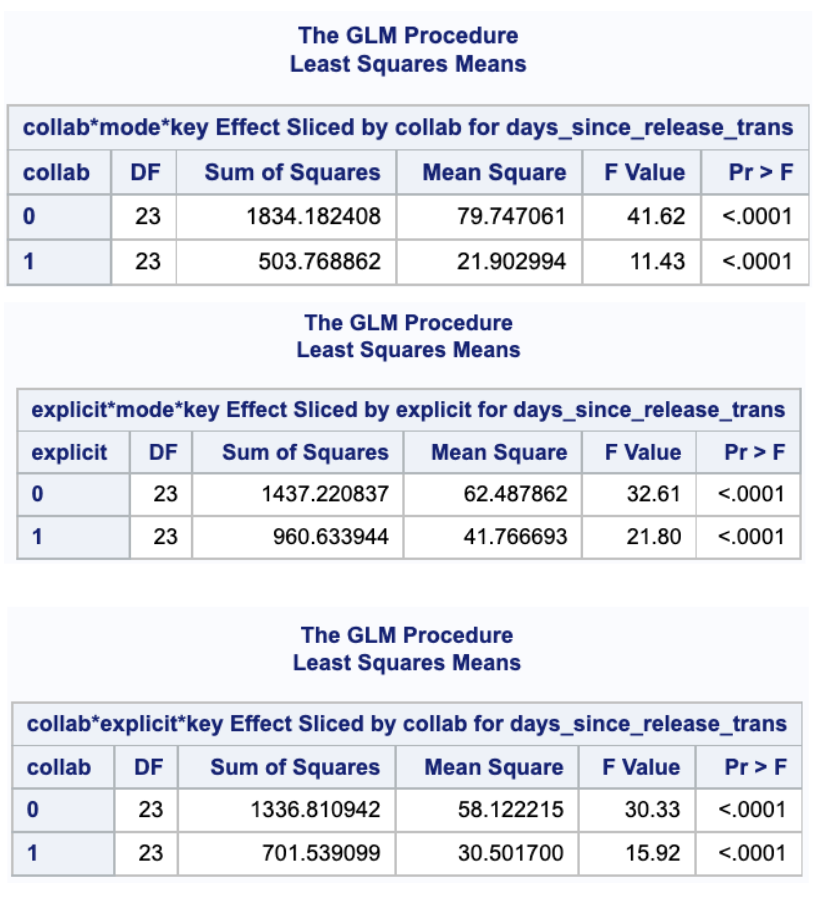 The GLM Procedure
Least Squares Means
collab*mode*key Effect Sliced by collab for days_since_release_trans
collab DF Sum of Squares Mean Square F Value Pr > F
0 23 1834.182408 79.747061 41.62 <.0001
1 23 503.768862 21.902994 11.43 <.0001
The GLM Procedure
Least Squares Means
explicit*mode*key Effect Sliced by explicit for days_since_release_trans
explicit DF Sum of Squares Mean Square F Value Pr > F
0 23 1437.220837 62.487862 32.61 <.0001
1 23 960.633944 41.766693 21.80 <.0001
The GLM Procedure
Least Squares Means
collab*explicit*key Effect Sliced by collab for days_since_release_trans
collab DF Sum of Squares Mean Square F Value Pr > F
0 23 1336.810942 58.122215 30.33 <.0001
1 23 701.539099 30.501700 15.92 <.0001